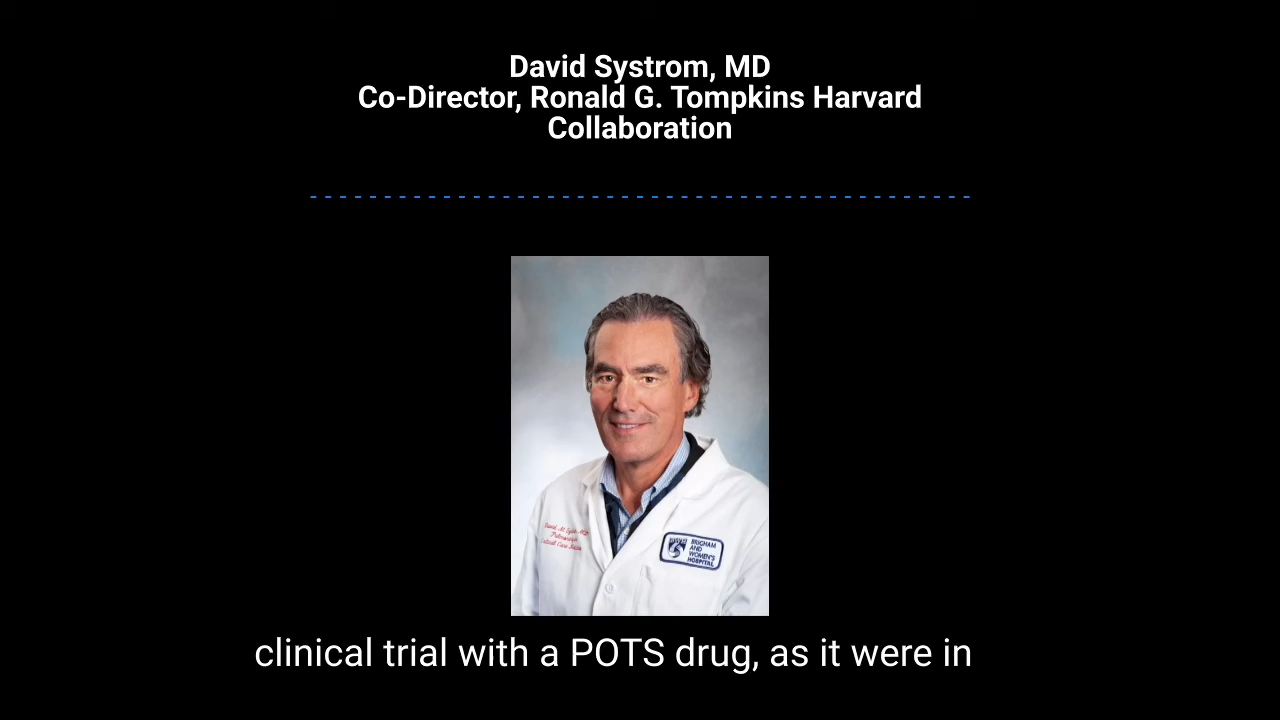 David Systrom, MD
Co-Director, Ronald G. Tompkins Harvard
Collaboration
BRIGHAM
AND
WOMEN'S
HOSPITAL
clinical trial with a POTS drug, as it were in